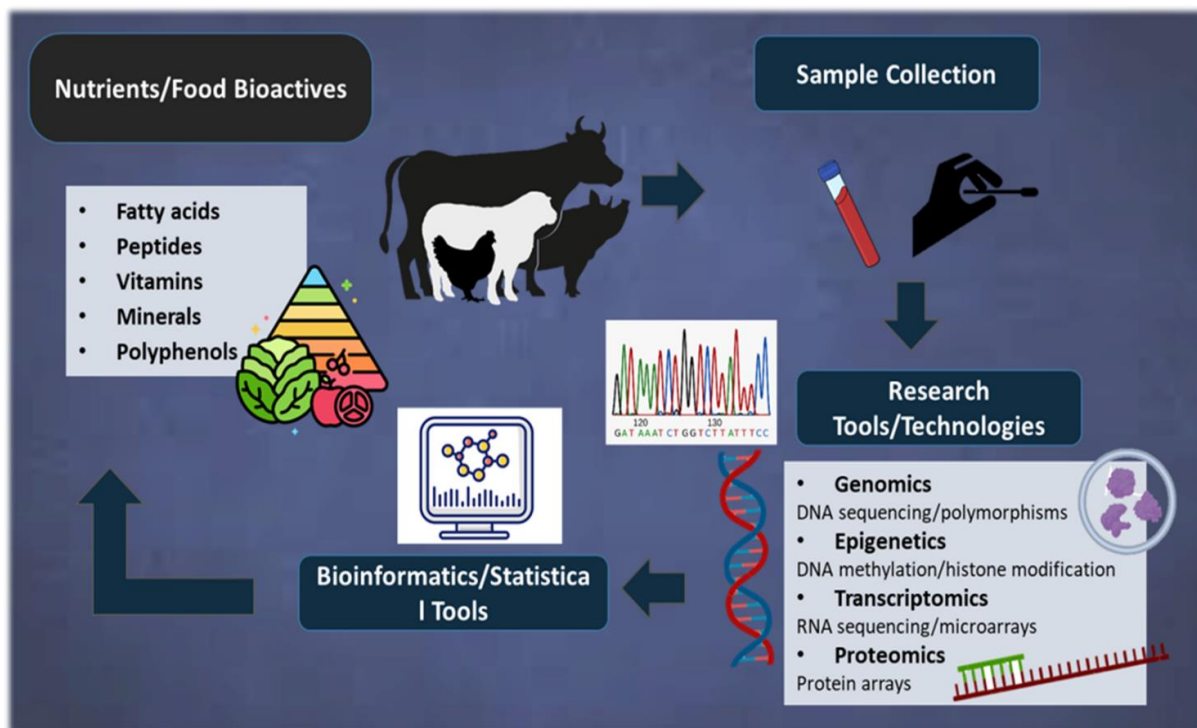 Nutrients/Food Bioactives
• Fatty acids
• Peptides
• Vitamins
• Minerals
• Polyphenols
Sample Collection
120 130
GAT AAAT CT GGTCTT ATTT CC
Research
Tools/Technologies
• Genomics
DNA sequencing/polymorphisms
• Epigenetics
DNA methylation/histone modification
• Transcriptomics
RNA sequencing/microarrays
• Proteomics
Protein arrays
Bioinformatics/Statistica
l Tools